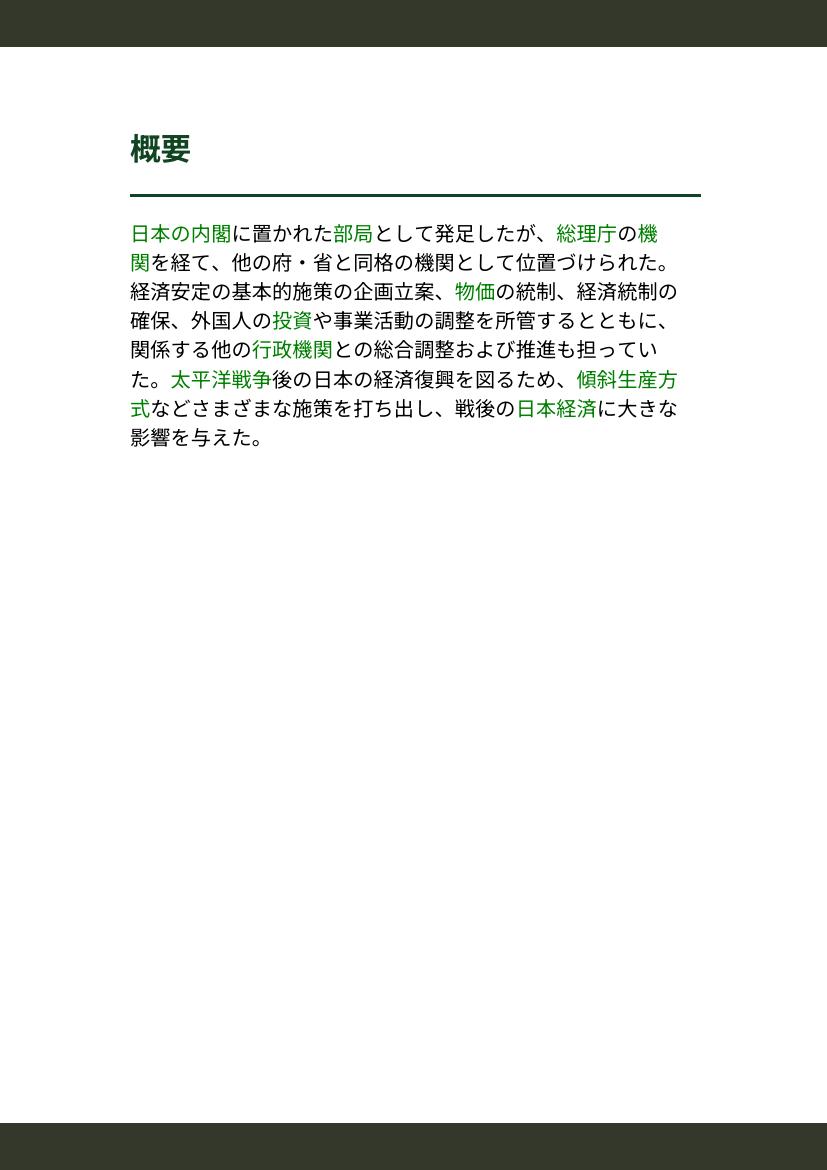 概要
日本の内閣に置かれた部局として発足したが、総理庁の機
関を経て、他の府・省と同格の機関として位置づけられた。
経済安定の基本的施策の企画立案、物価の統制、経済統制の
確保、外国人の投資や事業活動の調整を所管するとともに、
関係する他の行政機関との総合調整および推進も担ってい
た。太平洋戦争後の日本の経済復興を図るため、傾斜生産方
式などさまざまな施策を打ち出し、戦後の日本経済に大きな
影響を与えた。